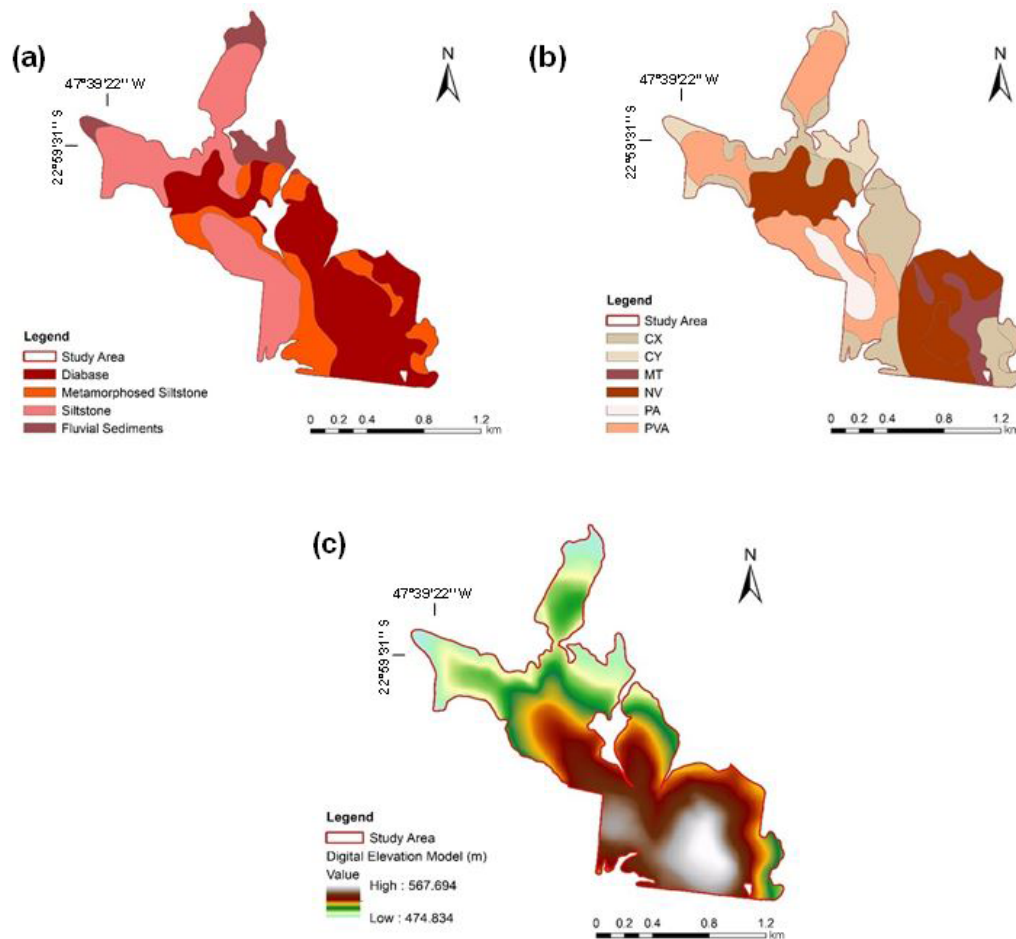 (a)
N
47°39'22'' W
22°59'31'' S
Legend
Study Area
Diabase
Metamorphosed Siltstone
Siltstone
Fluvial Sediments
0 0.2 0.4 0.8 1.2
km
(b)
N
47°39'22'' W
22°59'31'' S
Legend
Study Area
CX
CY
MT
NV
PA
PVA
0 0.2 0.4 0.8 1.2
km
(c)
N
47°39'22'' W
22°59'31'' S
Legend
Study Area
Digital Elevation Model (m)
Value
High : 567.694
Low : 474.834
0 0.2 0.4 0.8 1.2
km